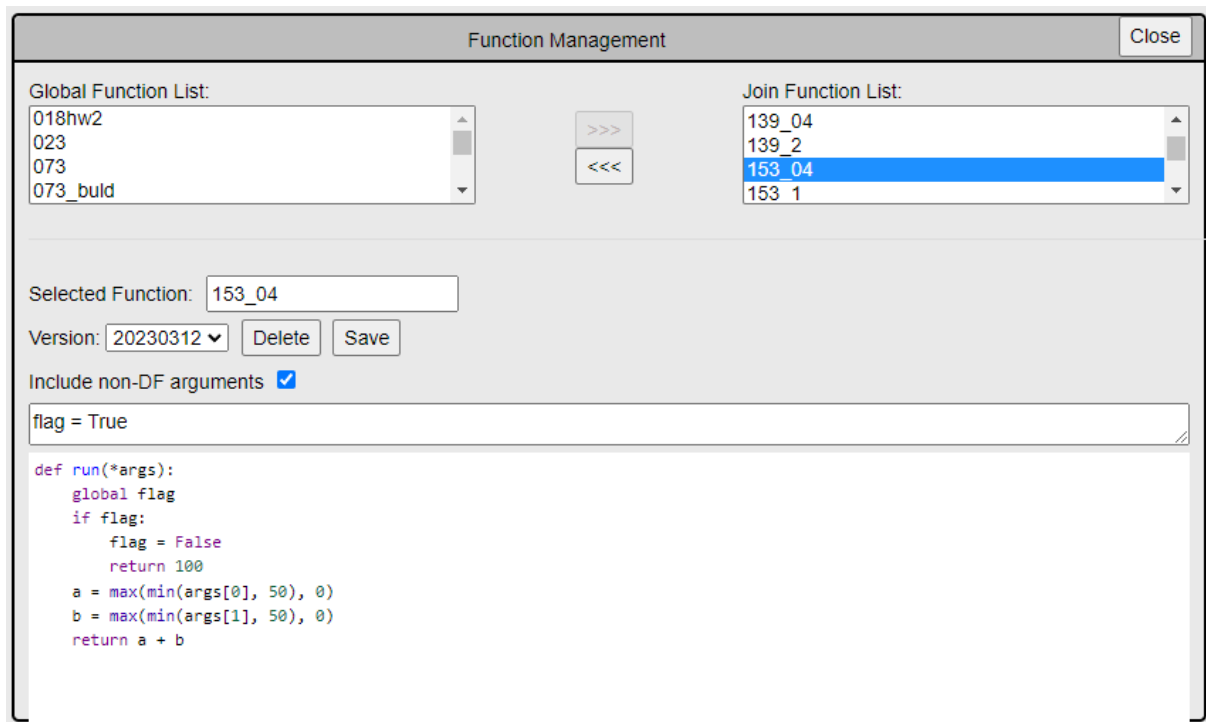 Function Management
Close
Global Function List:
Join Function List:
018hw2
023
073
073_buld
>>>
<<<
139_04
139_2
153_04
153_1
Selected Function: 153_04
Version: 20230312 Delete Save
Include non-DF arguments
flag = True
def run(*args):
    global flag
    if flag:
        flag = False
        return 100
    a = max(min(args[0], 50), 0)
    b = max(min(args[1], 50), 0)
    return a + b